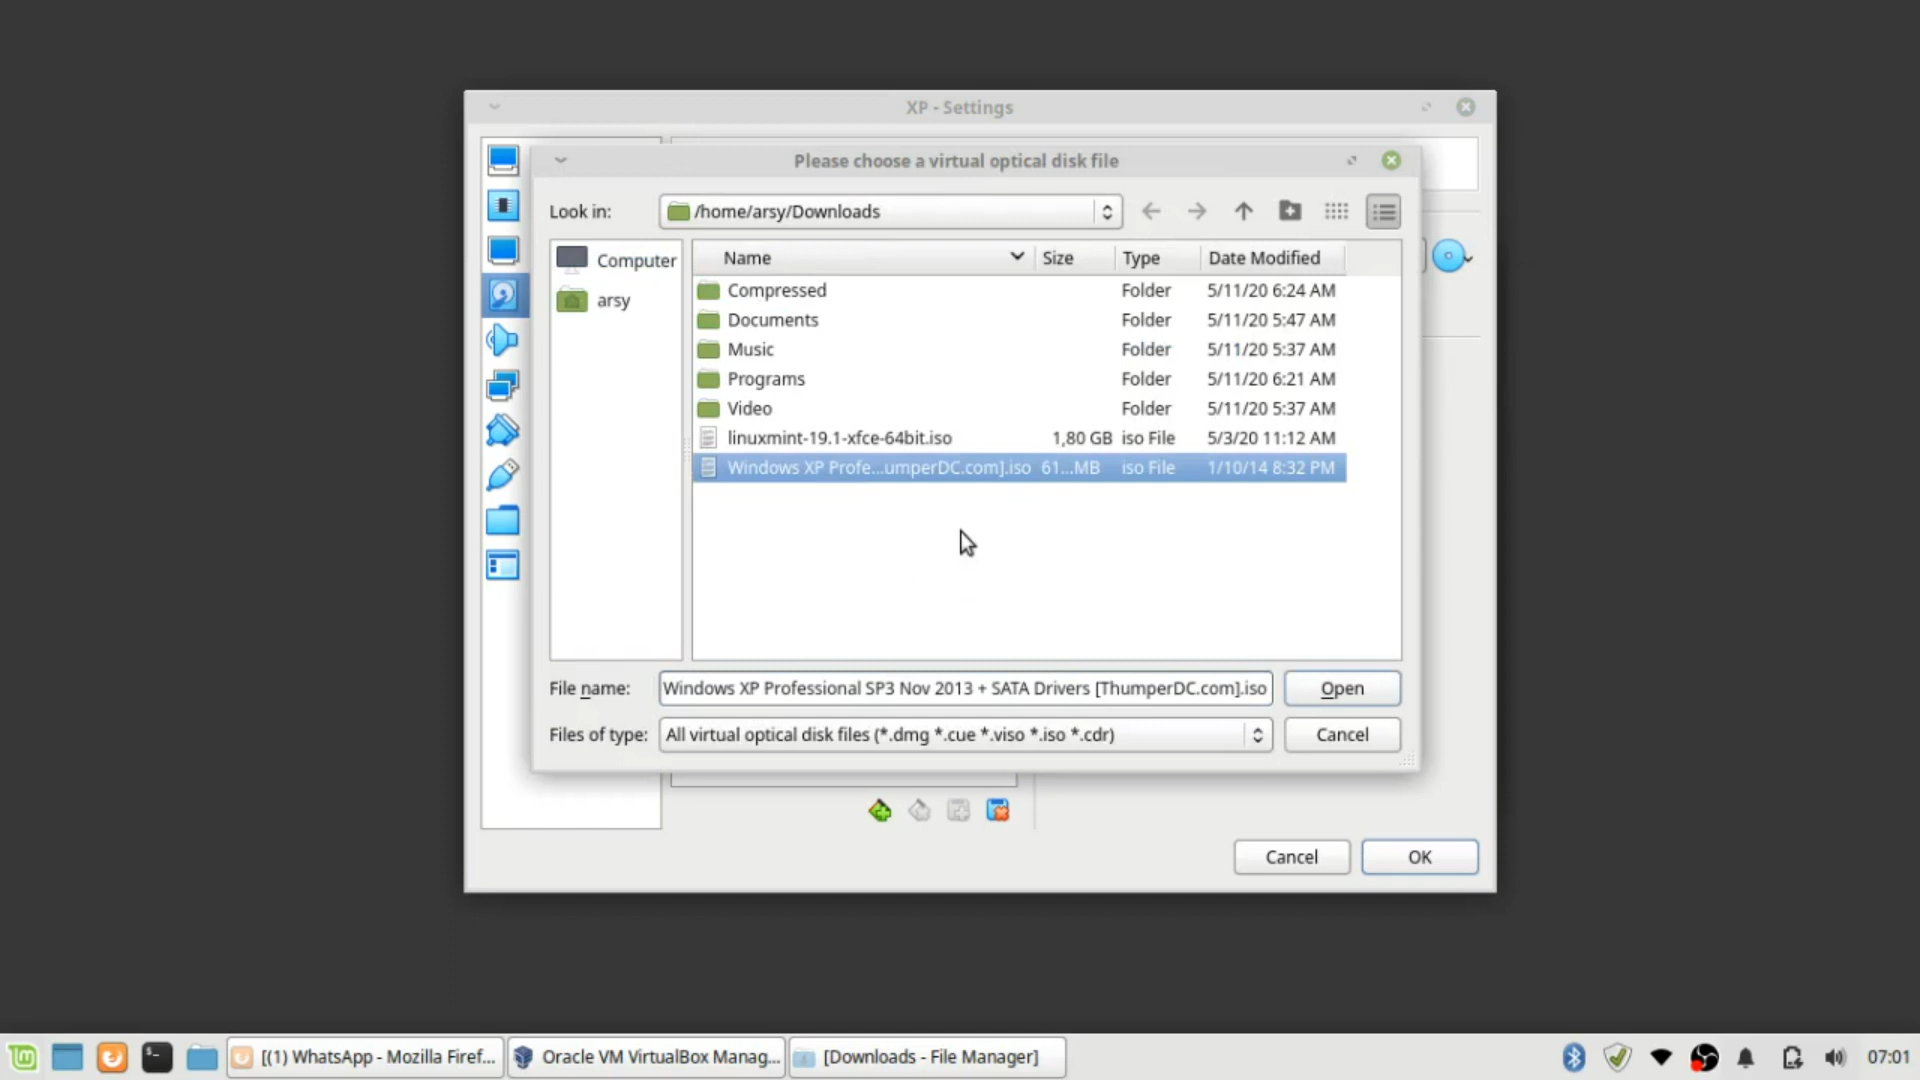 XP - Settings
Please choose a virtual optical disk file
Look in: /home/arsy/Downloads
Computer
arsy
Name Size Type Date Modified
Compressed Folder 5/11/20 6:24 AM
Documents Folder 5/11/20 5:47 AM
Music Folder 5/11/20 5:37 AM
Programs Folder 5/11/20 6:21 AM
Video Folder 5/11/20 5:37 AM
linuxmint-19.1-xfce-64bit.iso 1,80 GB iso File 5/3/20 11:12 AM
Windows XP Profe...umperDC.com].iso 61...MB iso File 1/10/14 8:32 PM
File name: Windows XP Professional SP3 Nov 2013 + SATA Drivers [ThumperDC.com].iso Open
Files of type: All virtual optical disk files (*.dmg *.cue *.viso *.iso *.cdr) Cancel
Cancel OK
[(1) WhatsApp - Mozilla Firef... Oracle VM VirtualBox Manag... [Downloads - File Manager] 07:01